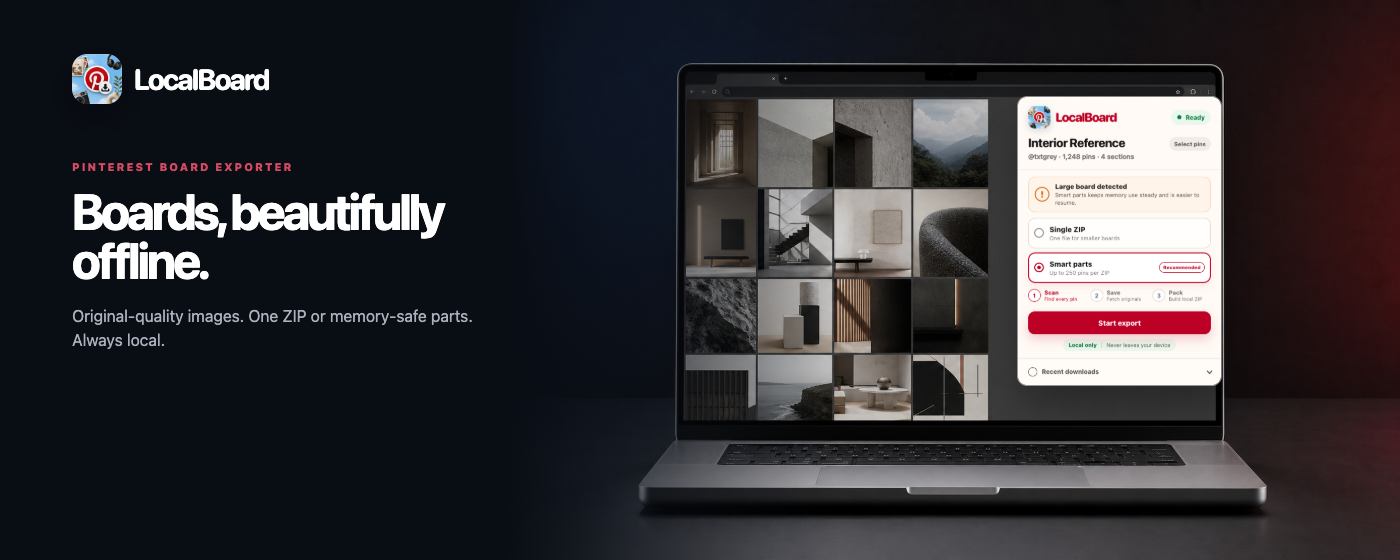 LocalBoard
PINTEREST BOARD EXPORTER
Boards, beautifully
offline.
Original-quality images. One ZIP or memory-safe parts.
Always local.
LocalBoard
Ready
Interior Reference
Select pins
@txtgrey · 1,248 pins · 4 sections
Large board detected
Smart parts keeps memory use steady and is easier to
resume.
Single ZIP
One file for smaller boards
Smart parts
Up to 250 pins per ZIP
Recommended
1 Scan
Find every pin
2 Save
Fetch originals
3 Pack
Build local ZIP
Start export
Local only | Never leaves your device
Recent downloads